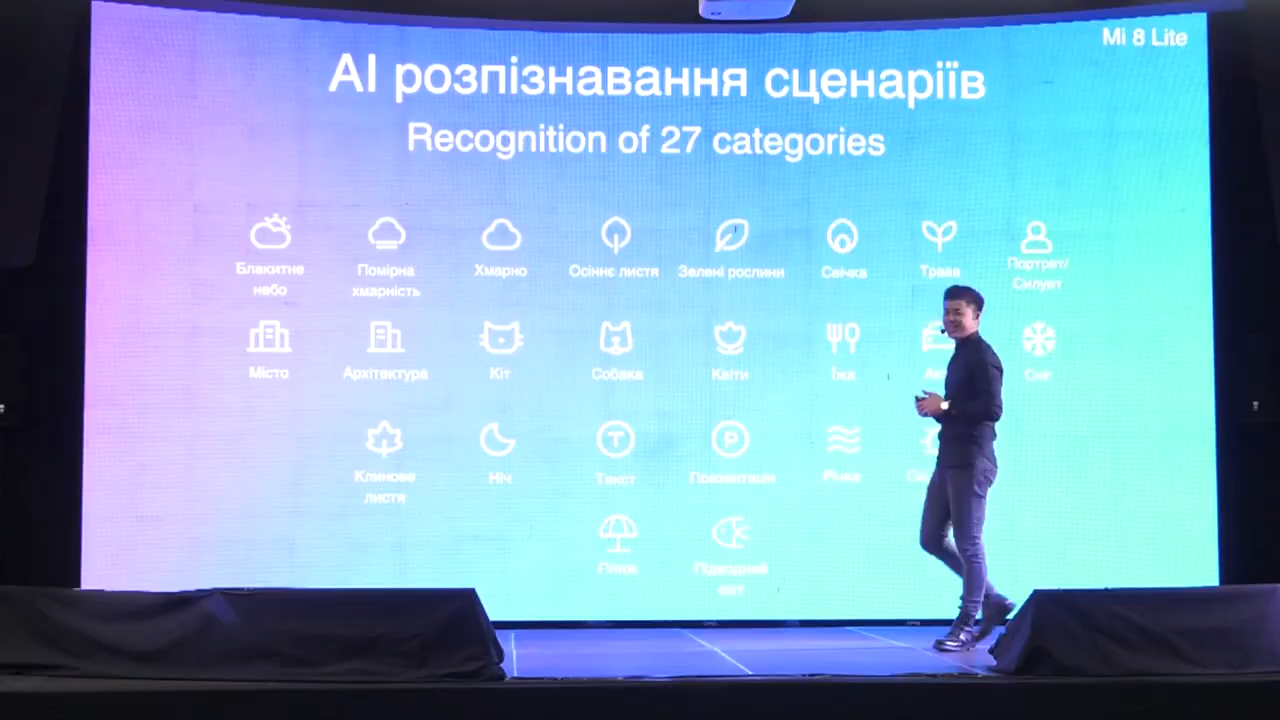 Mi 8 Lite
AI розпізнавання сценаріїв
Recognition of 27 categories
Блакитне небо
Помірна хмарність
Хмарно
Осіннє листя
Зелені рослини
Свічка
Трава
Портрет/ Силует
Місто
Архітектура
Кіт
Собака
Квіти
Їжа
Сніг
Кленове листя
Ніч
T
Текст
P
Презентація
Пляж
Підводний світ